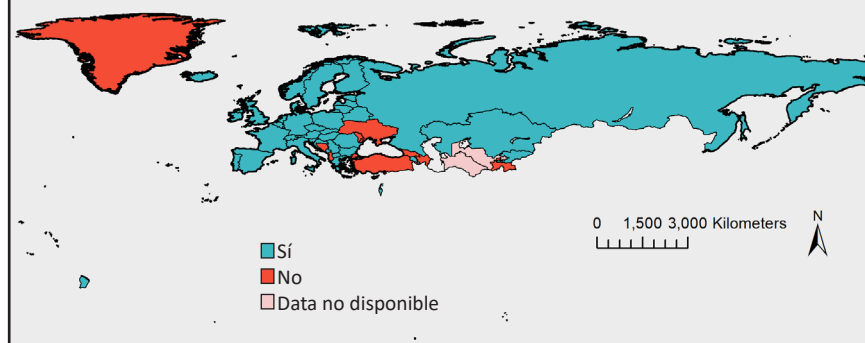 0 1,500 3,000 Kilometers
N
Sí
No
Data no disponible